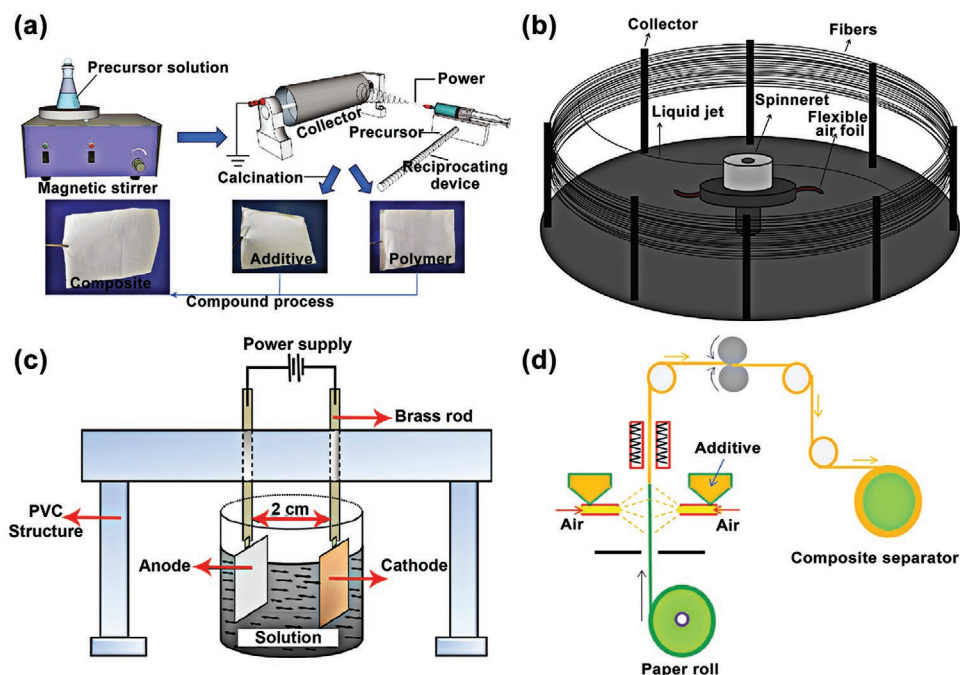 (a)
Precursor solution
Magnetic stirrer
Collector
Power
Precursor
Reciprocating
device
Calcination
Composite
Additive
Polymer
Compound process
(b)
Collector
Fibers
Liquid jet
Spinneret
Flexible
air foil
(c)
Power supply
Brass rod
2 cm
PVC
Structure
Anode
Cathode
Solution
(d)
Additive
Air
Air
Composite separator
Paper roll